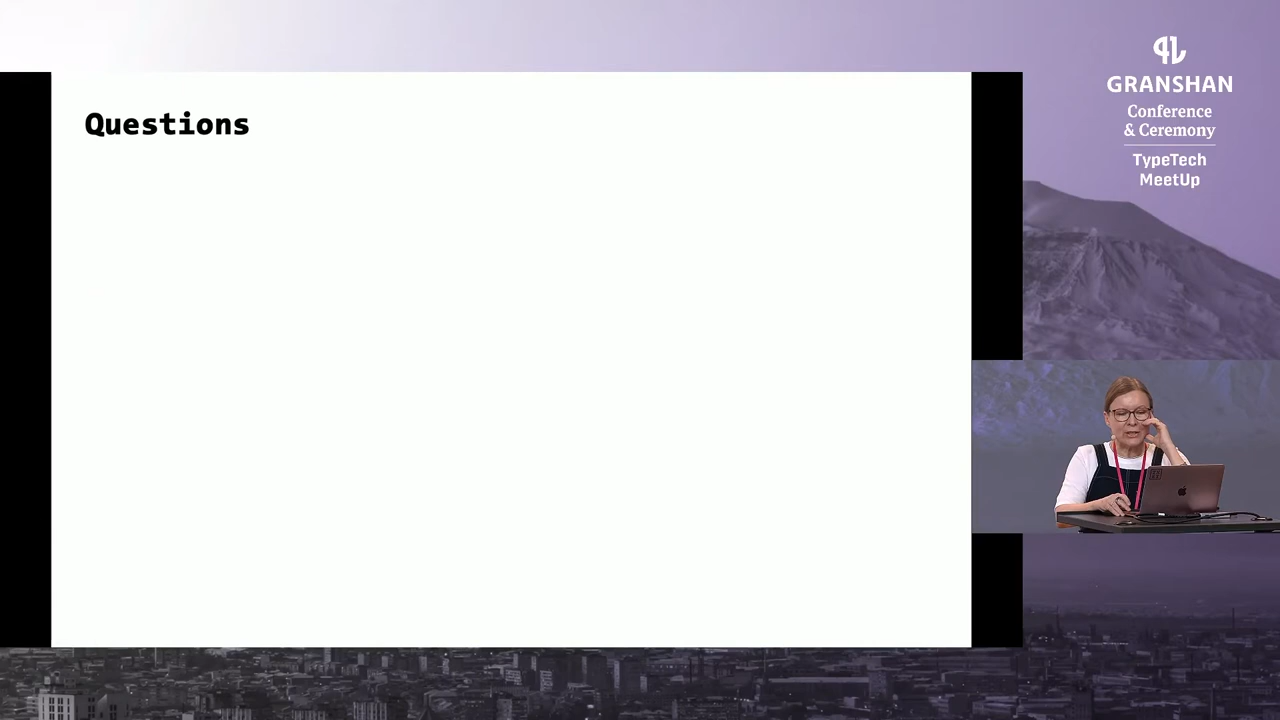 Questions
GRANSHAN
Conference
& Ceremony
TypeTech
MeetUp